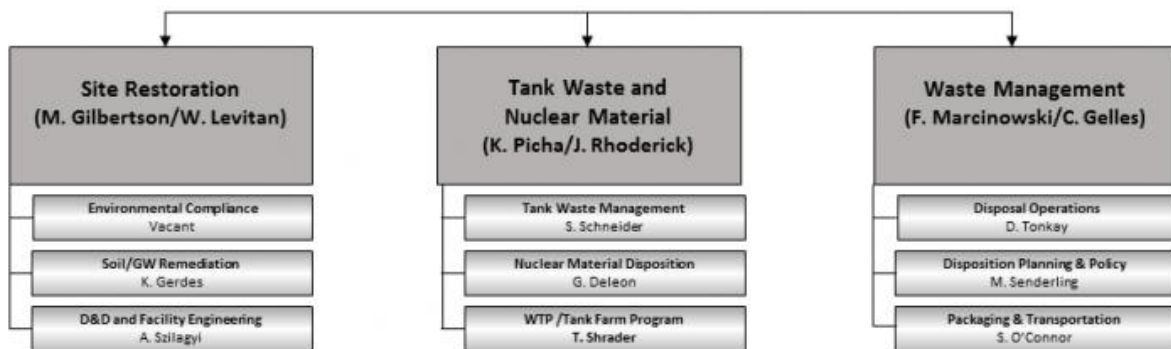 Site Restoration
(M. Gilbertson/W. Levitan)
Environmental Compliance
Vacant
Soil/GW Remediation
K. Gerdes
D&D and Facility Engineering
A. Szilagyi
Tank Waste and
Nuclear Material
(K. Picha/J. Rhoderick)
Tank Waste Management
S. Schneider
Nuclear Material Disposition
G. Deleon
WTP /Tank Farm Program
T. Shrader
Waste Management
(F. Marcinowski/C. Gelles)
Disposal Operations
D. Tonkay
Disposition Planning & Policy
M. Senderling
Packaging & Transportation
S. O'Connor